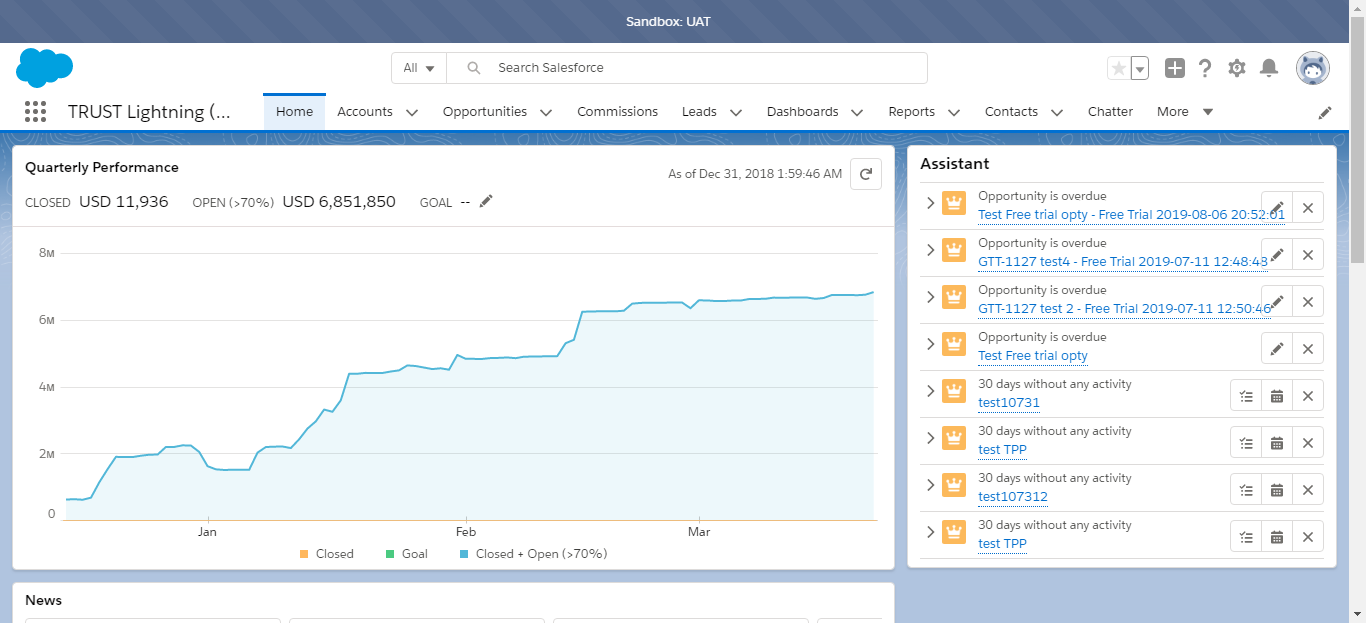 Sandbox: UAT
All Search Salesforce
TRUST Lightning (... Home Accounts Opportunities Commissions Leads Dashboards Reports Contacts Chatter More
Quarterly Performance
As of Dec 31, 2018 1:59:46 AM
CLOSED USD 11,936 OPEN (>70%) USD 6,851,850 GOAL --
8M
6M
4M
2M
0
Jan Feb Mar
Closed Goal Closed + Open (>70%)
News
Assistant
Opportunity is overdue
Test Free trial opty - Free Trial 2019-08-06 20:52:01
Opportunity is overdue
GTT-1127 test4 - Free Trial 2019-07-11 12:48:43
Opportunity is overdue
GTT-1127 test 2 - Free Trial 2019-07-11 12:50:46
Opportunity is overdue
Test Free trial opty
30 days without any activity
test10731
30 days without any activity
test TPP
30 days without any activity
test107312
30 days without any activity
test TPP